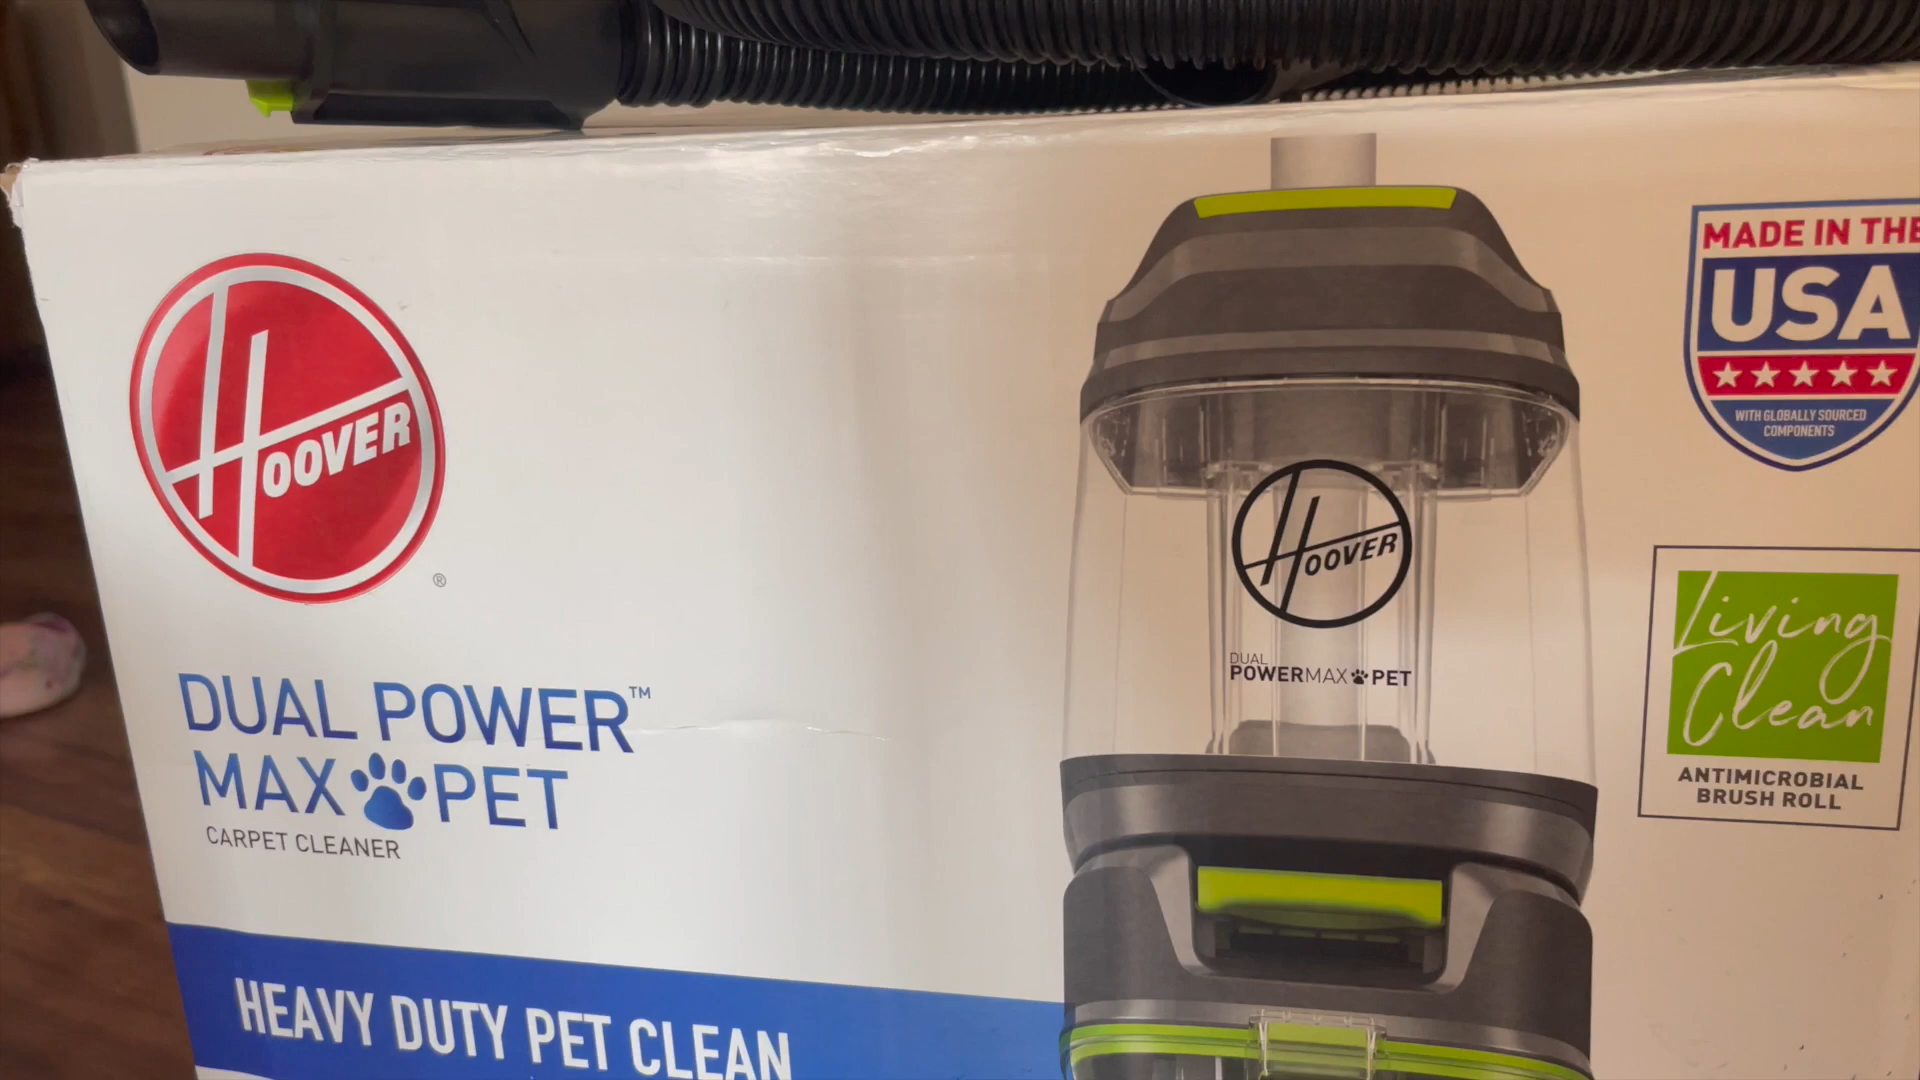 HOOVER
®
DUAL POWER™
MAX PET
CARPET CLEANER
HEAVY DUTY PET CLEAN
HOOVER
DUAL
POWERMAX PET
MADE IN THE
USA
WITH GLOBALLY SOURCED
COMPONENTS
Living
Clean
ANTIMICROBIAL
BRUSH ROLL